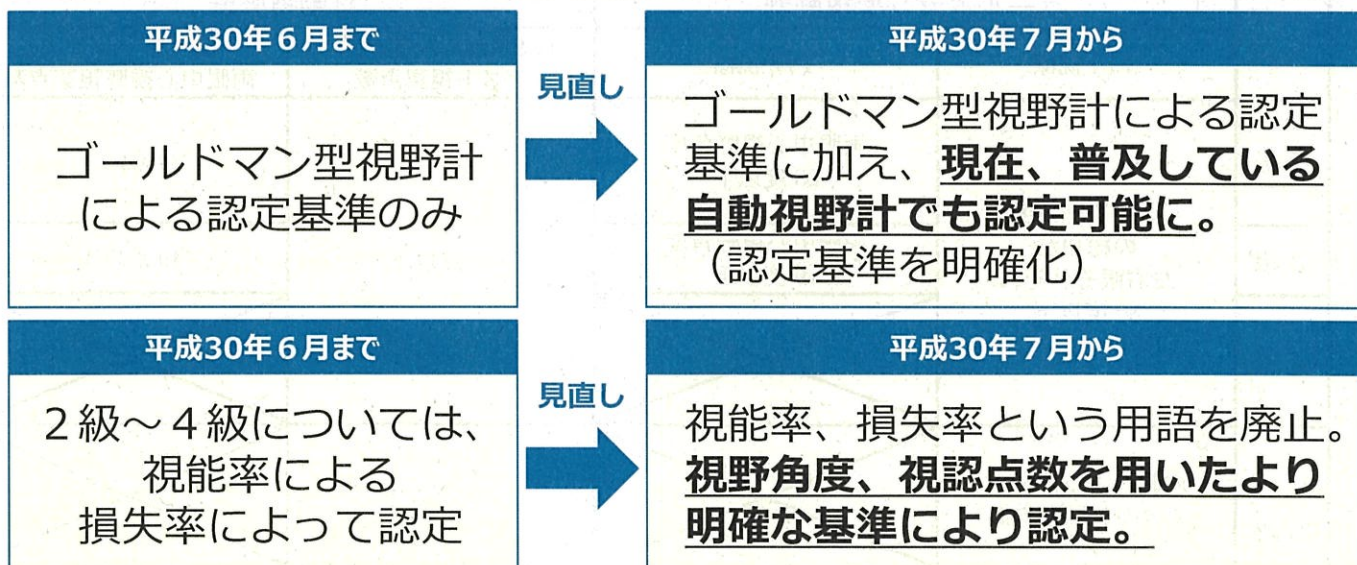 平成30年6月まで
ゴールドマン型視野計
による認定基準のみ
見直し
平成30年7月から
ゴールドマン型視野計による認定
基準に加え、現在、普及している
自動視野計でも認定可能に。
（認定基準を明確化）
平成30年6月まで
２級～４級については、
視能率による
損失率によって認定
見直し
平成30年7月から
視能率、損失率という用語を廃止。
視野角度、視認点数を用いたより
明確な基準により認定。